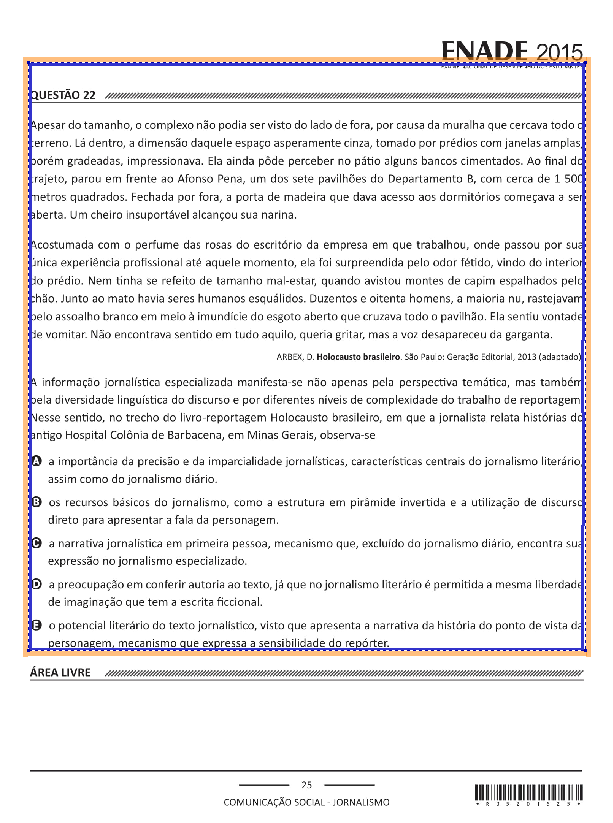 ENADE 2015
QUESTÃO 22
Apesar do tamanho, o complexo não podia ser visto do lado de fora, por causa da muralha que cercava todo o
terreno. Lá dentro, a dimensão daquele espaço asperamente cinza, tomado por prédios com janelas amplas,
porém gradeadas, impressionava. Ela ainda pôde perceber no pátio alguns bancos cimentados. Ao final do
trajeto, parou em frente ao Afonso Pena, um dos sete pavilhões do Departamento B, com cerca de 1 500
metros quadrados. Fechada por fora, a porta de madeira que dava acesso aos dormitórios começava a ser
aberta. Um cheiro insuportável alcançou sua narina.
Acostumada com o perfume das rosas do escritório da empresa em que trabalhou, onde passou por sua
única experiência profissional até aquele momento, ela foi surpreendida pelo odor fétido, vindo do interior
do prédio. Nem tinha se refeito de tamanho mal-estar, quando avistou montes de capim espalhados pelo
chão. Junto ao mato havia seres humanos esquálidos. Duzentos e oitenta homens, a maioria nu, rastejavam
pelo assoalho branco em meio à imundície do esgoto aberto que cruzava todo o pavilhão. Ela sentiu vontade
de vomitar. Não encontrava sentido em tudo aquilo, queria gritar, mas a voz desapareceu da garganta.
ARBEX, D. Holocausto brasileiro. São Paulo: Geração Editorial, 2013 (adaptado).
A informação jornalística especializada manifesta-se não apenas pela perspectiva temática, mas também
pela diversidade linguística do discurso e por diferentes níveis de complexidade do trabalho de reportagem.
Nesse sentido, no trecho do livro-reportagem Holocausto brasileiro, em que a jornalista relata histórias do
antigo Hospital Colônia de Barbacena, em Minas Gerais, observa-se
A a importância da precisão e da imparcialidade jornalísticas, características centrais do jornalismo literário,
assim como do jornalismo diário.
B os recursos básicos do jornalismo, como a estrutura em pirâmide invertida e a utilização de discurso
direto para apresentar a fala da personagem.
C a narrativa jornalística em primeira pessoa, mecanismo que, excluído do jornalismo diário, encontra sua
expressão no jornalismo especializado.
D a preocupação em conferir autoria ao texto, já que no jornalismo literário é permitida a mesma liberdade
de imaginação que tem a escrita ficcional.
E o potencial literário do texto jornalístico, visto que apresenta a narrativa da história do ponto de vista da
personagem, mecanismo que expressa a sensibilidade do repórter.
ÁREA LIVRE
25
COMUNICAÇÃO SOCIAL - JORNALISMO